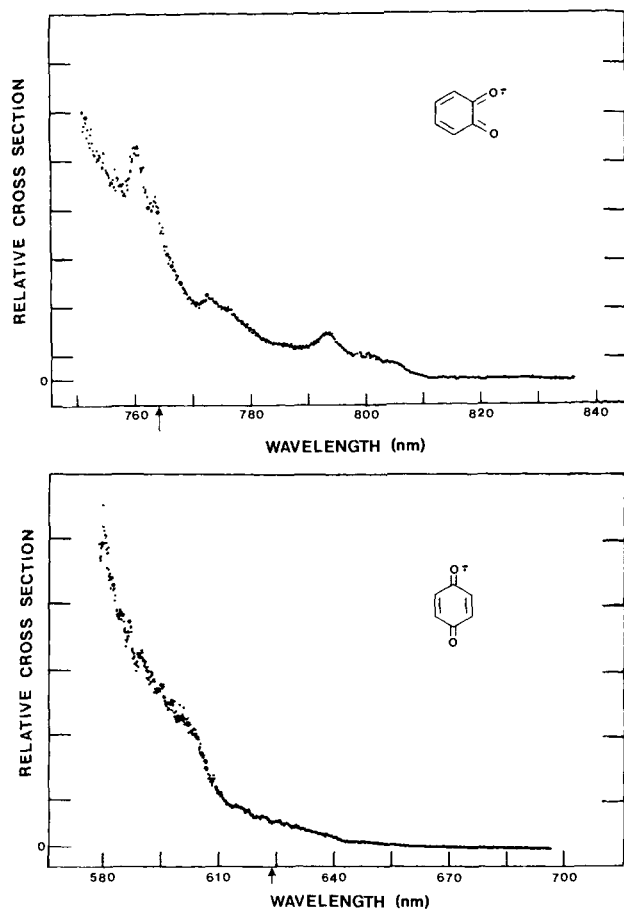 RELATIVE CROSS SECTION
O⁻
O
0
760
780
800
820
840
WAVELENGTH (nm)
RELATIVE CROSS SECTION
O⁻
O
0
580
610
640
670
700
WAVELENGTH (nm)